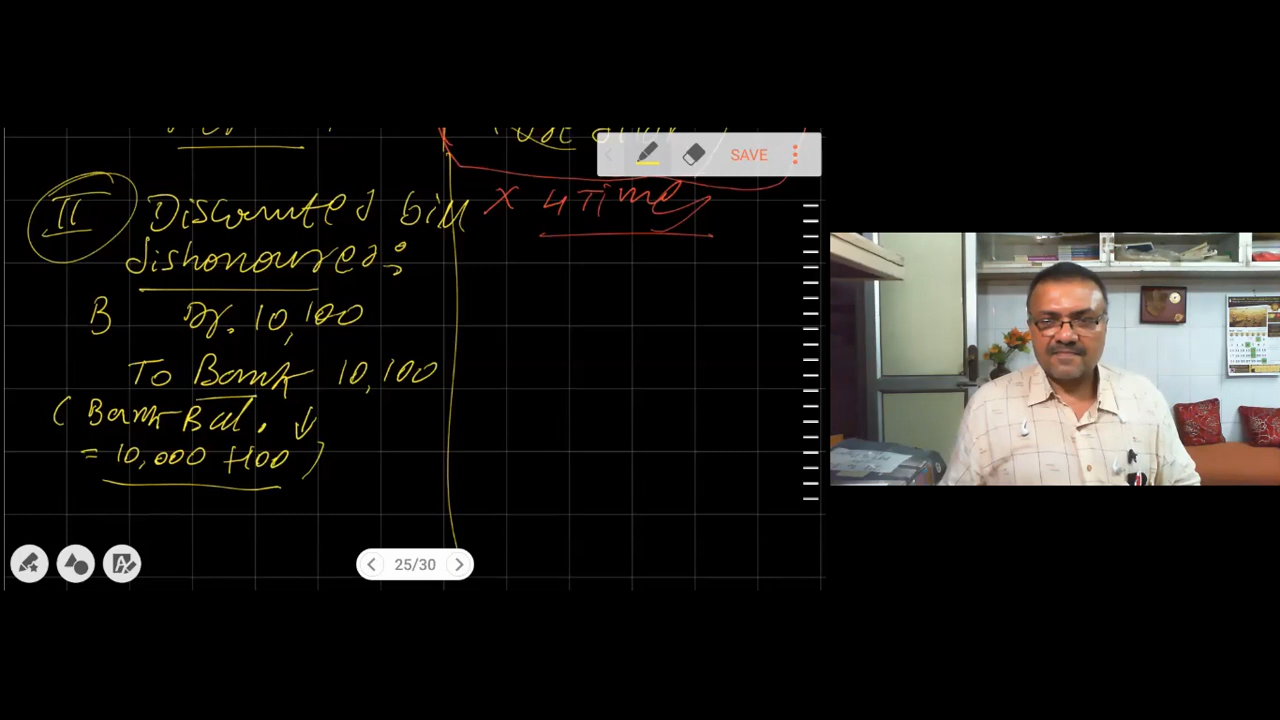 SAVE
II Discounted bill
dishonoured:
X 4 Times
B Dr. 10,100
To Bank 10,100
(Bank Bal. ↓
= 10,000 + 100)
25/30